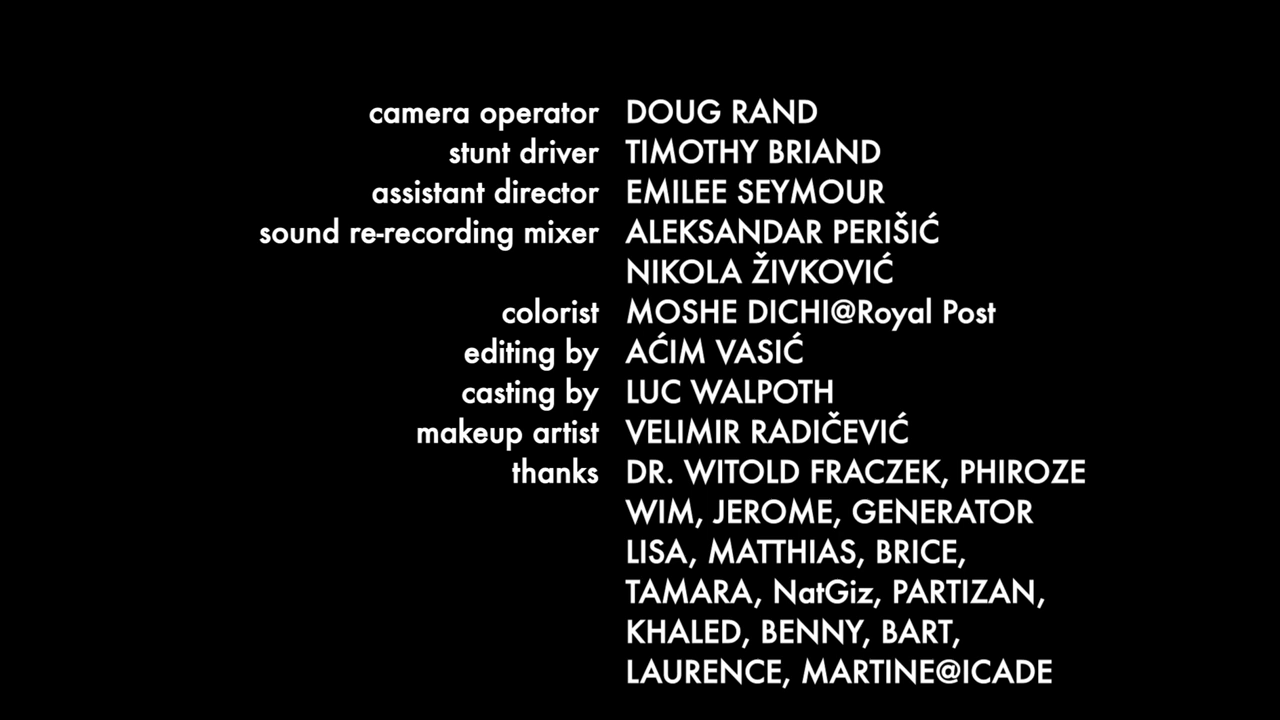 camera operator DOUG RAND
stunt driver TIMOTHY BRIAND
assistant director EMILEE SEYMOUR
sound re-recording mixer ALEKSANDAR PERIŠIĆ
NIKOLA ŽIVKOVIĆ
colorist MOSHE DICHI@Royal Post
editing by AĆIM VASIĆ
casting by LUC WALPOTH
makeup artist VELIMIR RADIČEVIĆ
thanks DR. WITOLD FRACZEK, PHIROZE
WIM, JEROME, GENERATOR
LISA, MATTHIAS, BRICE,
TAMARA, NatGiz, PARTIZAN,
KHALED, BENNY, BART,
LAURENCE, MARTINE@ICADE